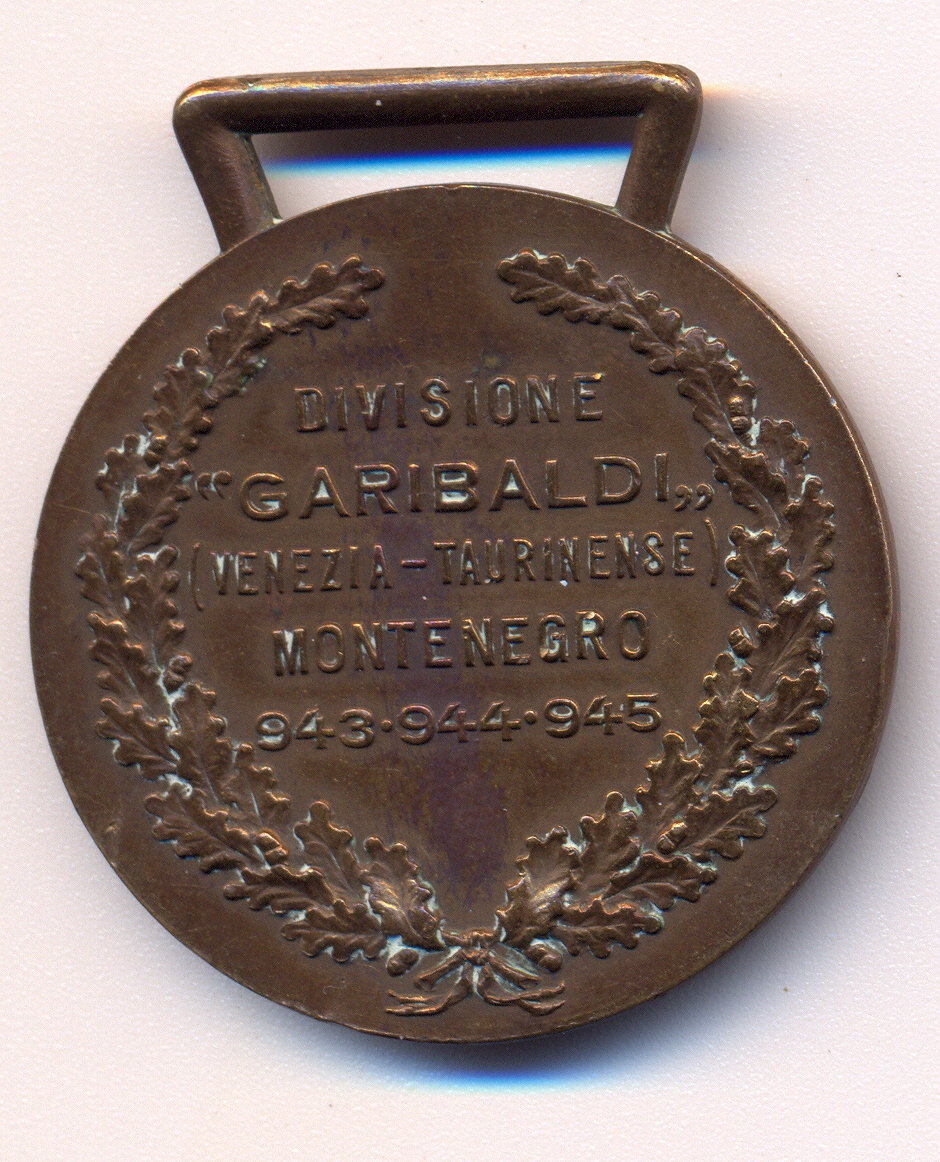 DIVISIONE
“GARIBALDI„
(VENEZIA-TAURINENSE)
MONTENEGRO
943·944·945